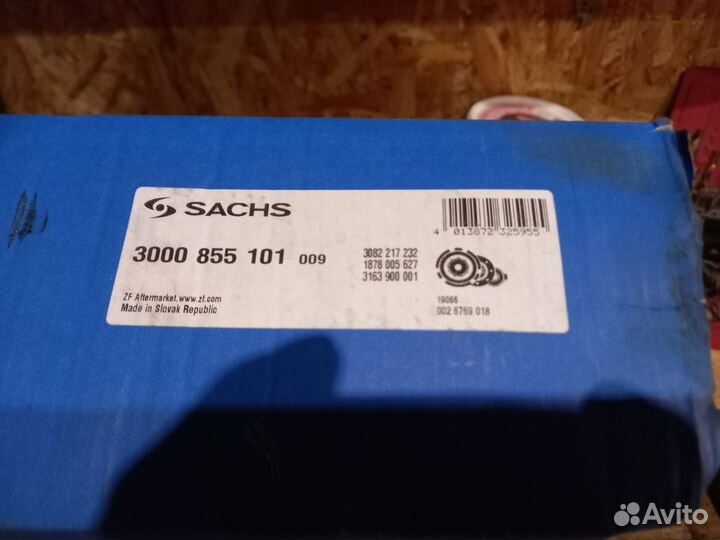 SACHS
3000 855 101 009
3082 217 232
1878 005 627
3163 900 001
ZF Aftermarket.www.zf.com
Made in Slovak Republic
4 013872 325955
19066
002 6769 018
Avito